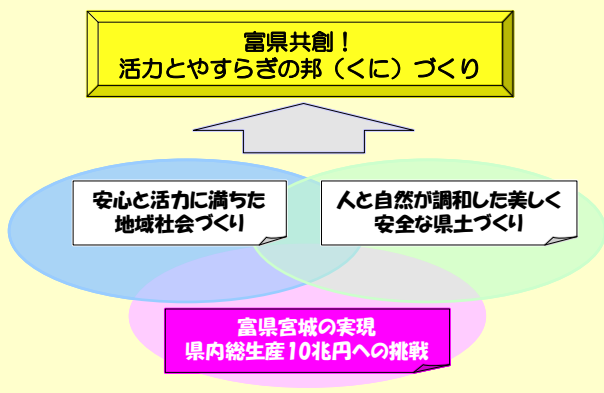 富県共創！
活力とやすらぎの邦（くに）づくり
安心と活力に満ちた
地域社会づくり
人と自然が調和した美しく
安全な県土づくり
富県宮城の実現
県内総生産10兆円への挑戦